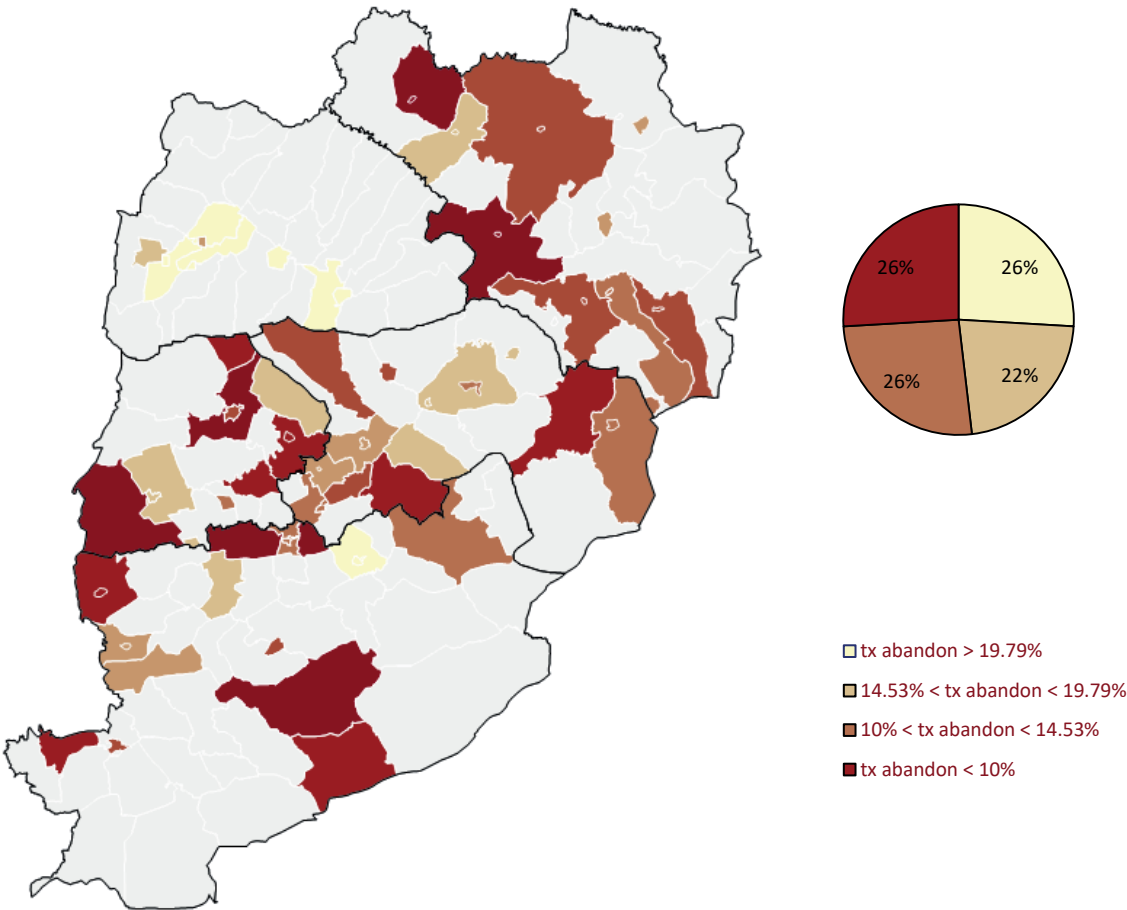 26%
26%
26%
22%
tx abandon > 19.79%
14.53% < tx abandon < 19.79%
10% < tx abandon < 14.53%
tx abandon < 10%